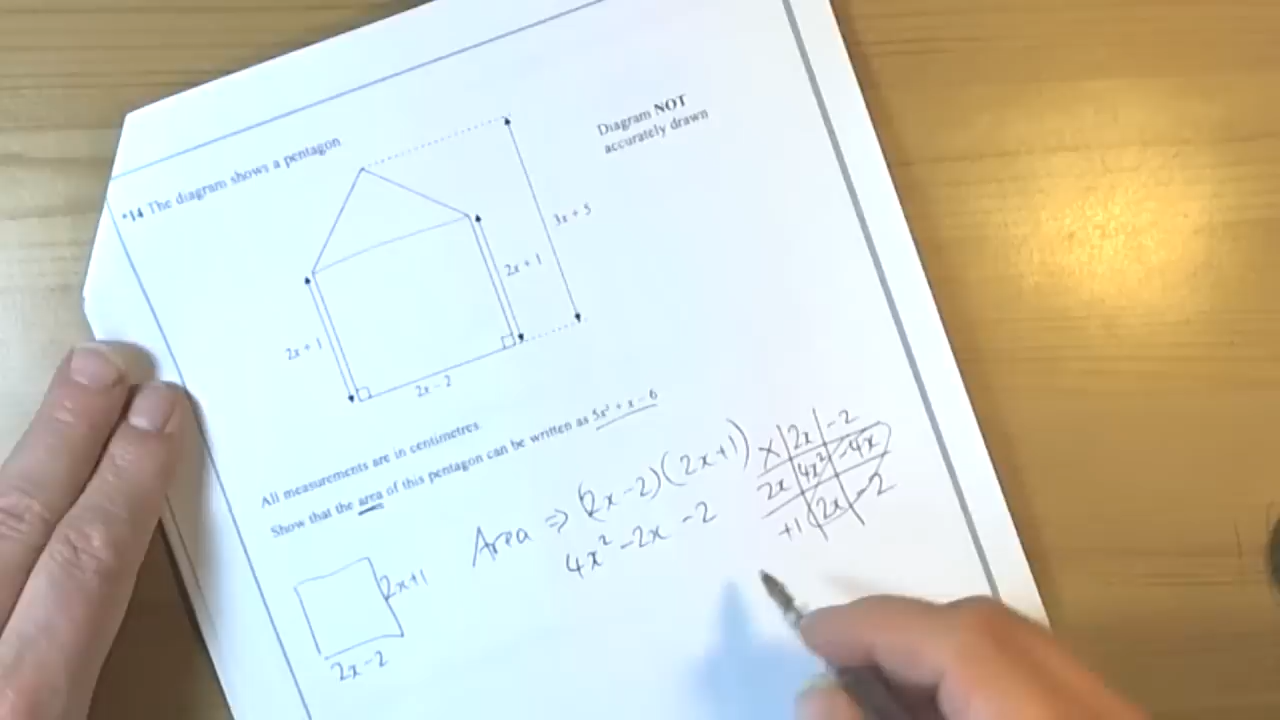 *14 The diagram shows a pentagon
Diagram NOT
accurately drawn
3x + 5
2x + 1
2x + 1
2x - 2
All measurements are in centimetres.
Show that the area of this pentagon can be written as 5x² + x - 6
Area => (2x-2)(2x+1)
4x² -2x -2
× 2x -2
2x 4x² -4x
+1 2x -2
2x+1
2x-2